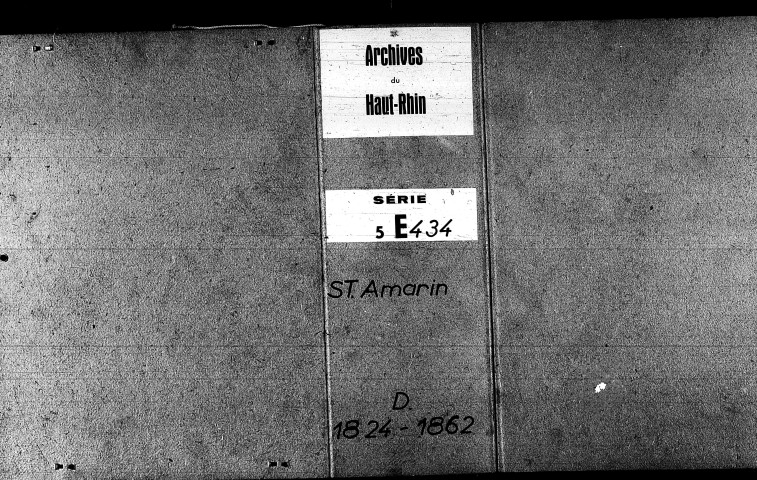 Archives
du
Haut-Rhin
SÉRIE
5 E434
ST. Amarin
D.
1824-1862